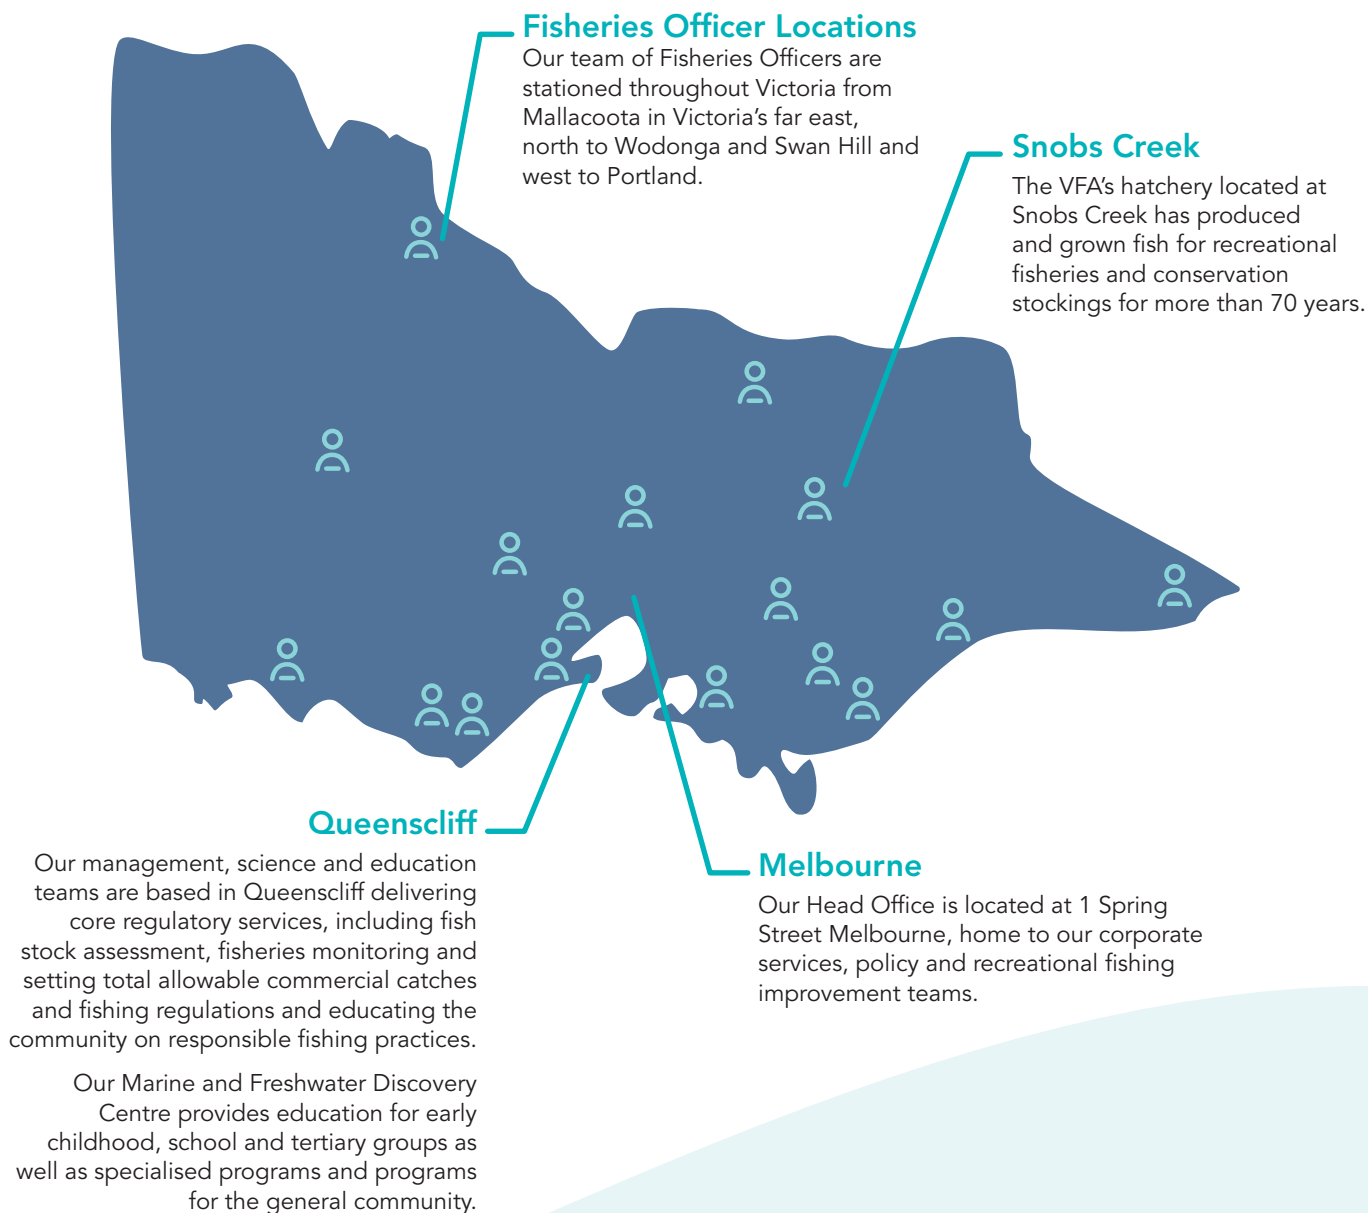 Fisheries Officer Locations
Our team of Fisheries Officers are
stationed throughout Victoria from
Mallacoota in Victoria’s far east,
north to Wodonga and Swan Hill and
west to Portland.
Snobs Creek
The VFA’s hatchery located at
Snobs Creek has produced
and grown fish for recreational
fisheries and conservation
stockings for more than 70 years.
Queenscliff
Our management, science and education
teams are based in Queenscliff delivering
core regulatory services, including fish
stock assessment, fisheries monitoring and
setting total allowable commercial catches
and fishing regulations and educating the
community on responsible fishing practices.
Our Marine and Freshwater Discovery
Centre provides education for early
childhood, school and tertiary groups as
well as specialised programs and programs
for the general community.
Melbourne
Our Head Office is located at 1 Spring
Street Melbourne, home to our corporate
services, policy and recreational fishing
improvement teams.